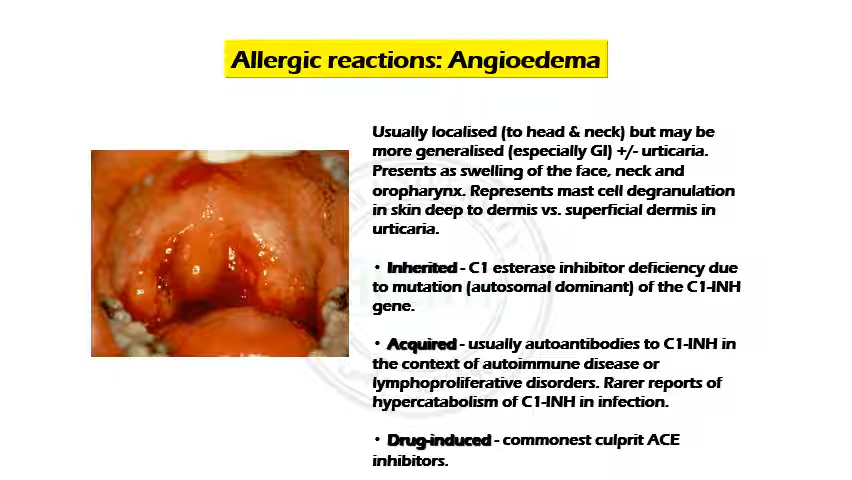 Allergic reactions: Angioedema
Usually localised (to head & neck) but may be
more generalised (especially GI) +/- urticaria.
Presents as swelling of the face, neck and
oropharynx. Represents mast cell degranulation
in skin deep to dermis vs. superficial dermis in
urticaria.
• Inherited - C1 esterase inhibitor deficiency due
to mutation (autosomal dominant) of the C1-INH
gene.
• Acquired - usually autoantibodies to C1-INH in
the context of autoimmune disease or
lymphoproliferative disorders. Rarer reports of
hypercatabolism of C1-INH in infection.
• Drug-induced - commonest culprit ACE
inhibitors.